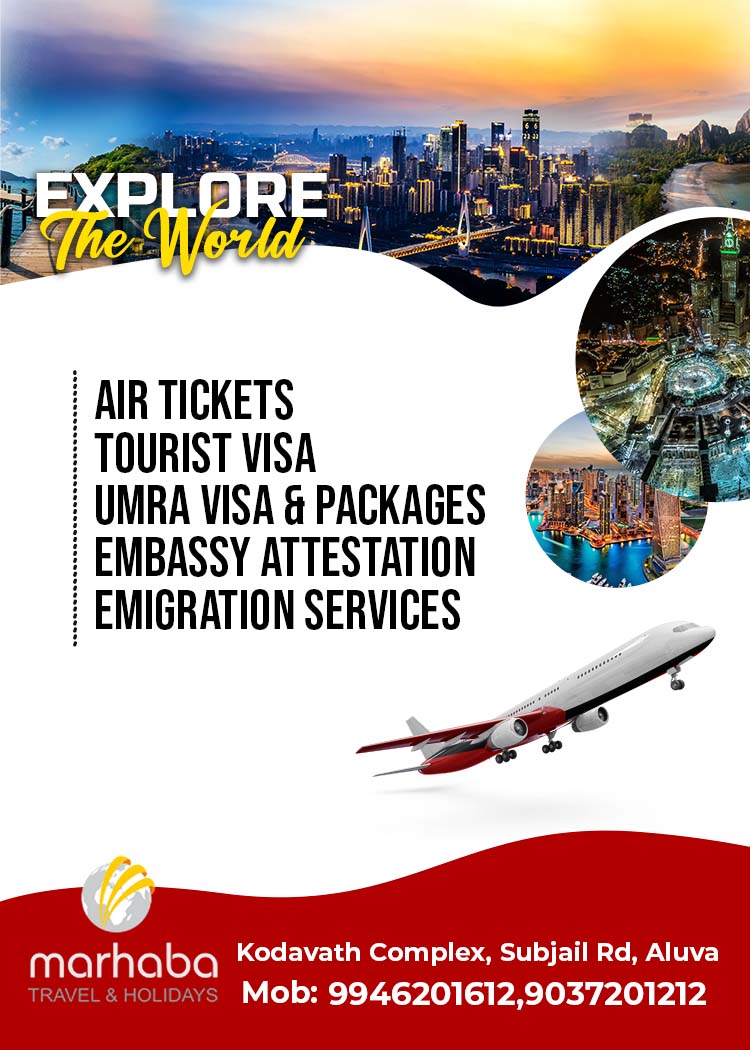 EXPLORE
The World
AIR TICKETS
TOURIST VISA
UMRA VISA & PACKAGES
EMBASSY ATTESTATION
EMIGRATION SERVICES
marhaba
TRAVEL & HOLIDAYS
Kodavath Complex, Subjail Rd, Aluva
Mob: 9946201612,9037201212